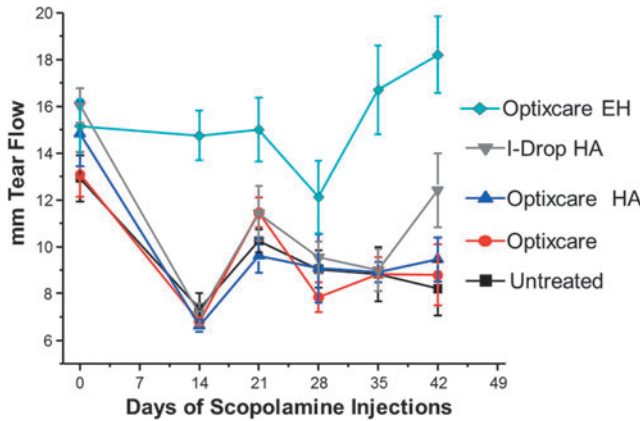 20
18
16
14
12
10
8
6
mm Tear Flow
0 7 14 21 28 35 42 49
Days of Scopolamine Injections
Optixcare EH
I-Drop HA
Optixcare HA
Optixcare
Untreated